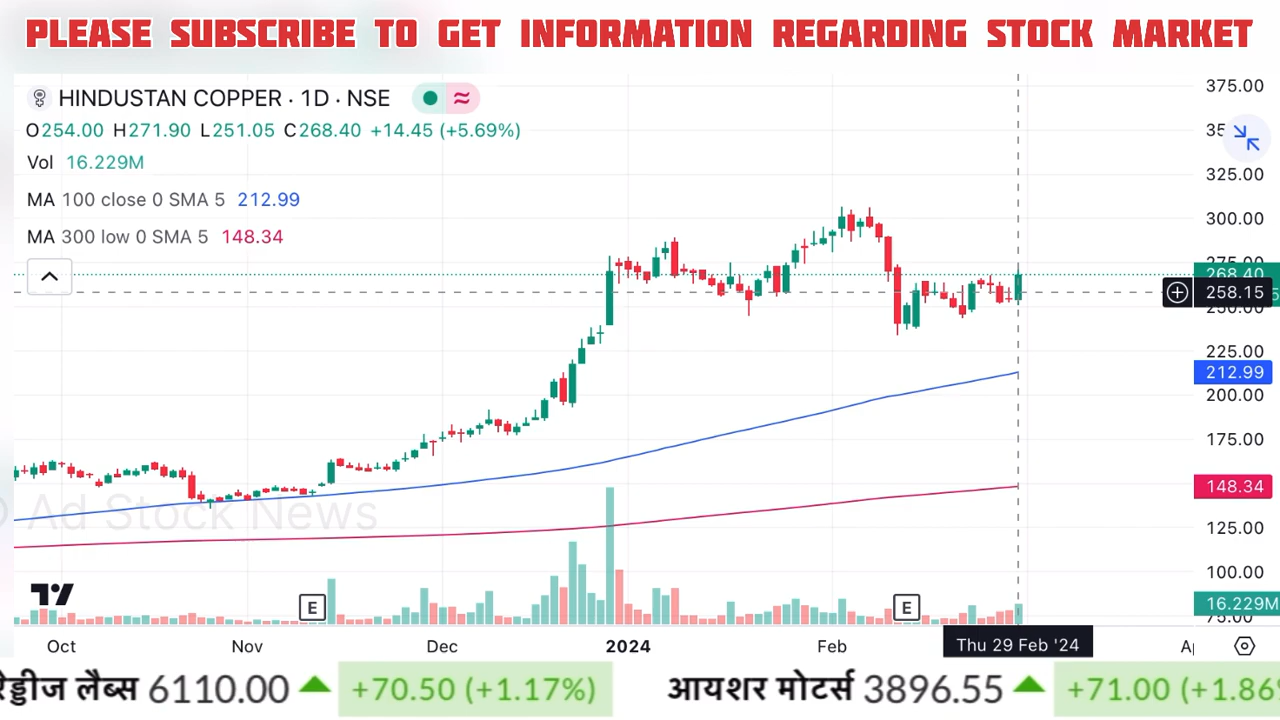 PLEASE SUBSCRIBE TO GET INFORMATION REGARDING STOCK MARKET
HINDUSTAN COPPER · 1D · NSE
O254.00 H271.90 L251.05 C268.40 +14.45 (+5.69%)
Vol 16.229M
MA 100 close 0 SMA 5 212.99
MA 300 low 0 SMA 5 148.34
375.00
325.00
300.00
268.40
258.15
225.00
212.99
200.00
175.00
148.34
125.00
100.00
16.229M
75.00
Ad Stock News
E E
Oct Nov Dec 2024 Feb Thu 29 Feb '24
लैब्स 6110.00 +70.50 (+1.17%) आयशर मोटर्स 3896.55 +71.00